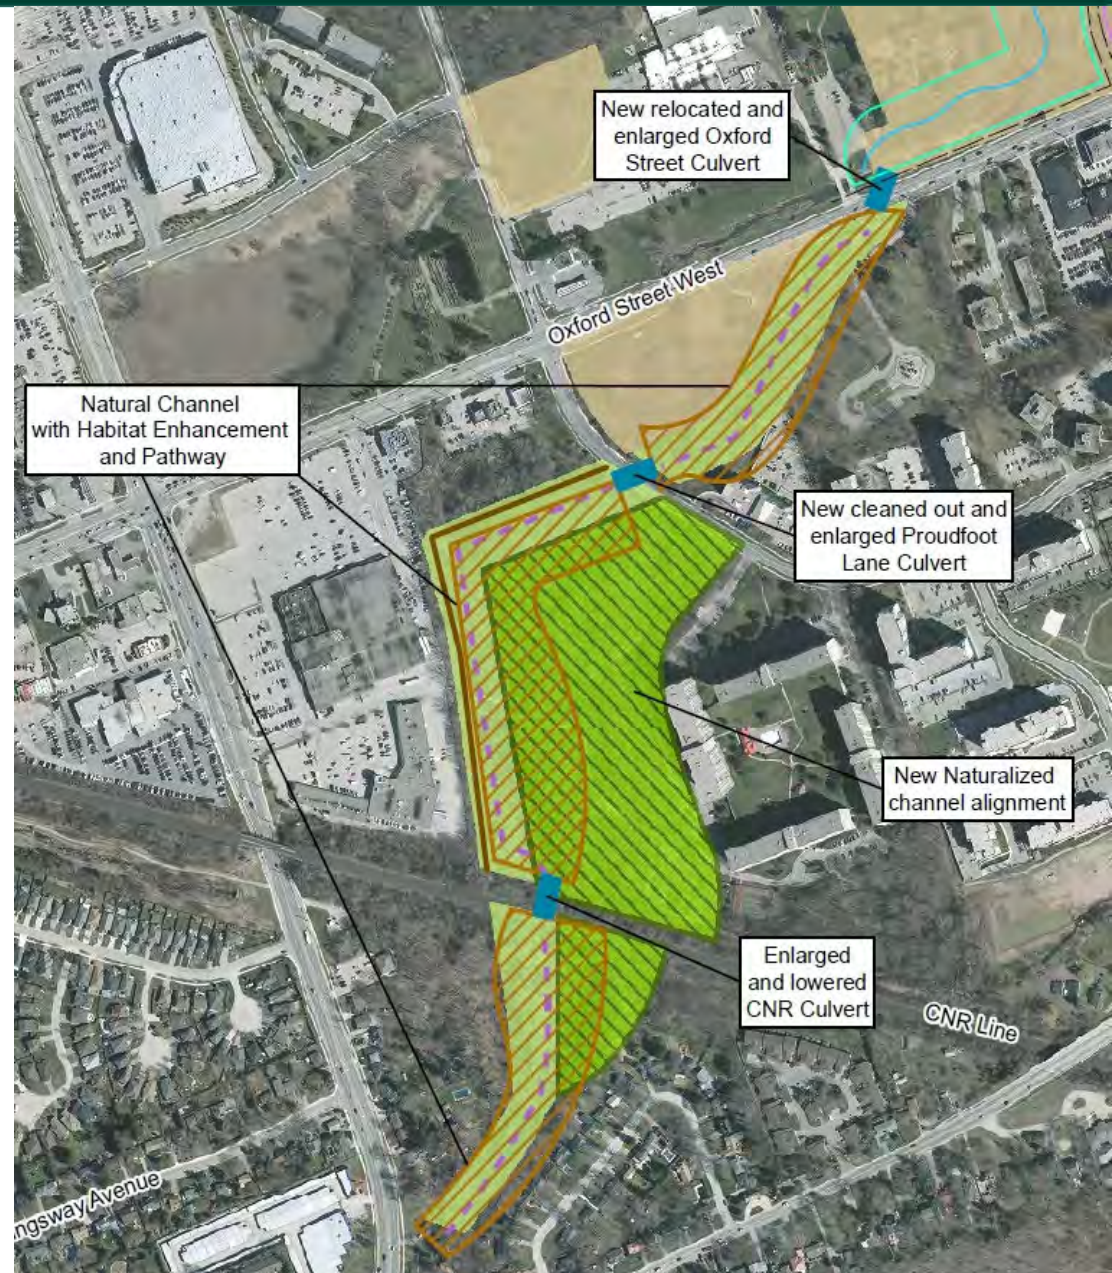 New relocated and
enlarged Oxford
Street Culvert
Oxford Street West
Natural Channel
with Habitat Enhancement
and Pathway
New cleaned out and
enlarged Proudfoot
Lane Culvert
New Naturalized
channel alignment
Enlarged
and lowered
CNR Culvert
CNR Line
ngsway Avenue